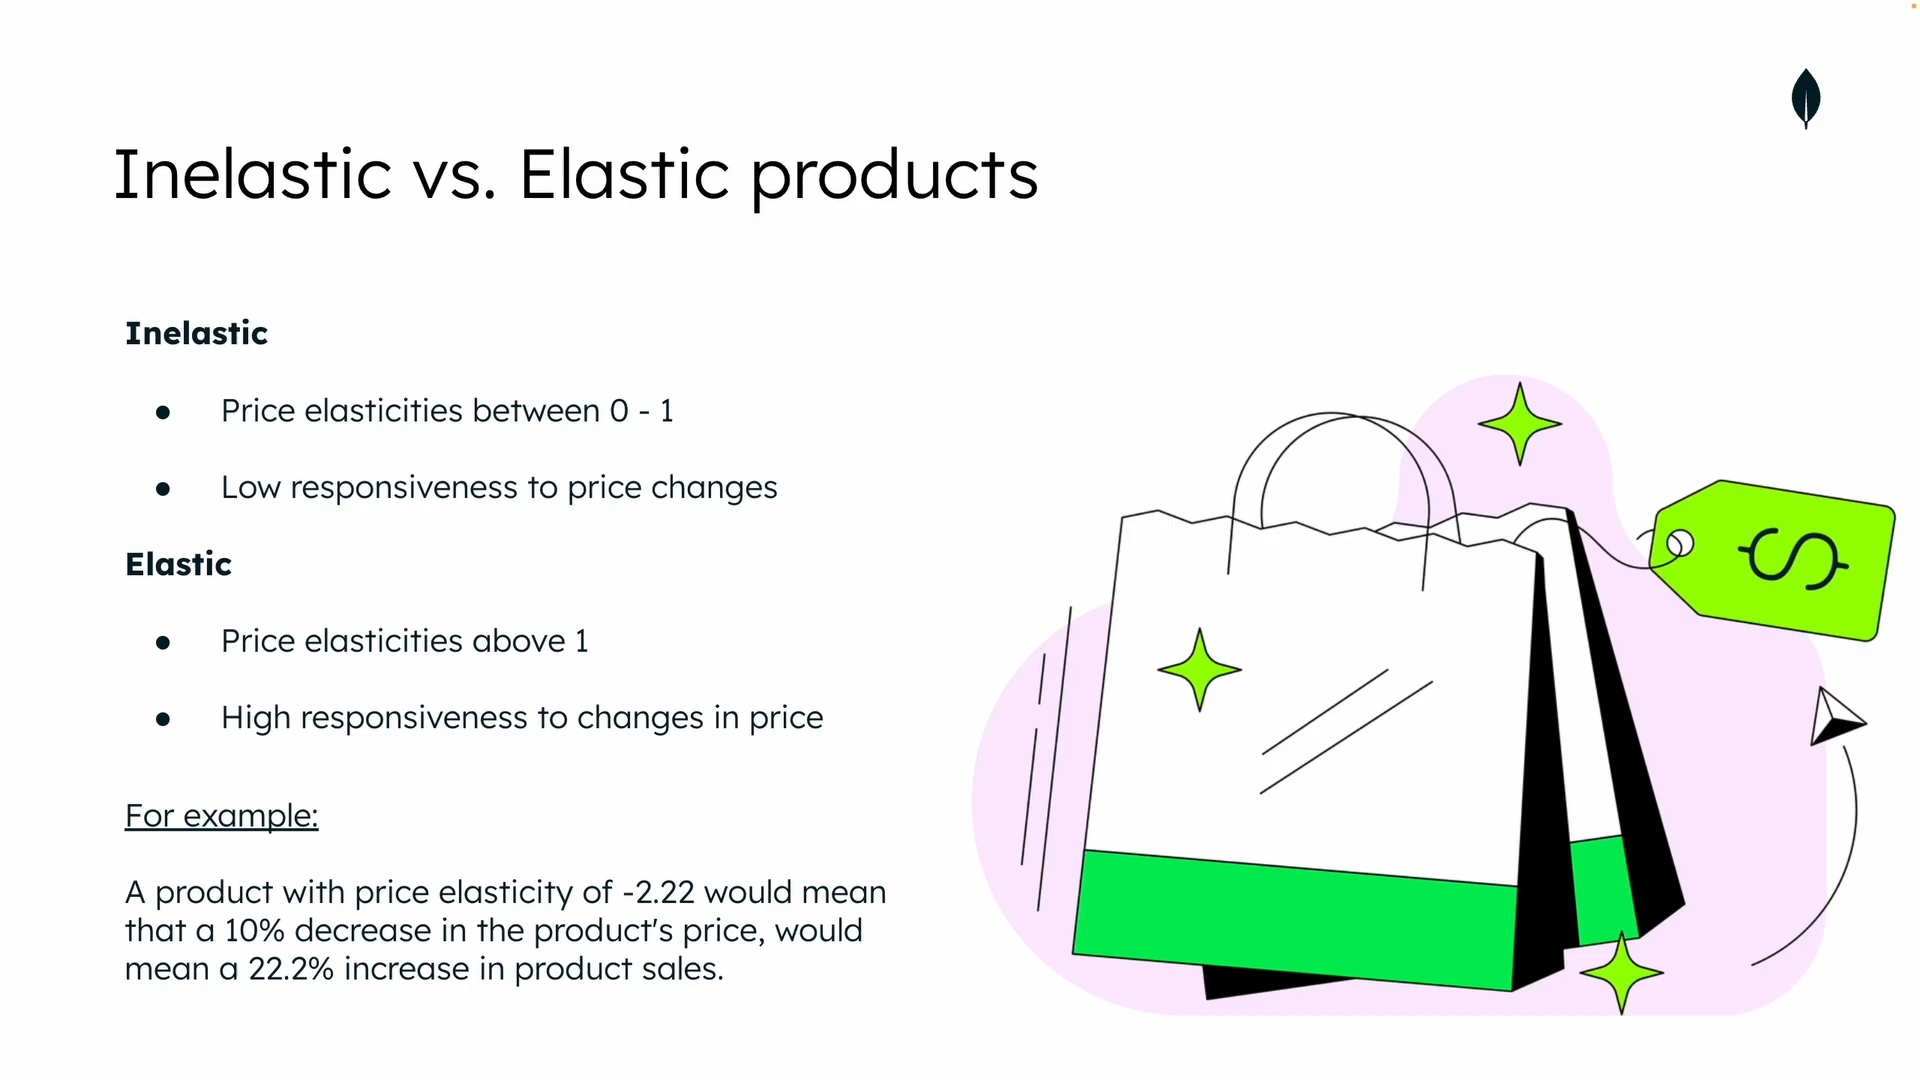 Inelastic vs. Elastic products
Inelastic
● Price elasticities between 0 - 1
● Low responsiveness to price changes
Elastic
● Price elasticities above 1
● High responsiveness to changes in price
For example:
A product with price elasticity of -2.22 would mean
that a 10% decrease in the product's price, would
mean a 22.2% increase in product sales.
$